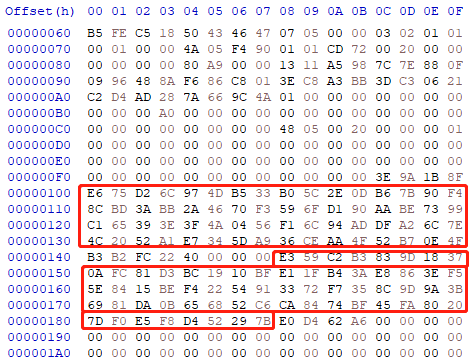 Offset(h) 00 01 02 03 04 05 06 07 08 09 0A 0B 0C 0D 0E 0F
00000060 B5 FE C5 18 50 43 46 47 07 05 00 00 03 02 01 01
00000070 00 01 00 00 4A 05 F4 90 01 01 CD 72 00 20 00 00
00000080 00 00 00 00 80 A9 00 00 13 11 A5 98 7C 7E 88 0F
00000090 09 96 48 8A F6 86 C8 01 3E C8 A3 BB 3D C3 06 21
000000A0 C2 D4 AD 28 7A 66 9C 4A 01 00 00 00 00 00 00 00
000000B0 00 00 00 A0 00 00 00 00 00 00 00 00 00 00 00 00
000000C0 00 00 00 00 00 00 00 00 48 05 00 20 00 00 00 01
000000D0 00 00 00 00 00 00 00 00 00 00 00 00 00 00 00 00
000000E0 00 00 00 00 00 00 00 00 00 00 00 00 00 00 00 00
000000F0 00 00 00 00 00 00 00 00 00 00 00 00 3E 9A 1B 8F
00000100 E6 75 D2 6C 97 4D B5 33 B0 5C 2E 0D B6 7B 90 F4
00000110 8C BD 3A BB 2A 46 70 F3 59 6F D1 90 AA BE 73 99
00000120 C1 65 39 3E 3F 4A 04 56 F1 6C 94 AD DF A2 6C 7E
00000130 4C 20 52 A1 E7 34 5D A9 36 CE AA 4F 52 B7 0E 4F
00000140 B3 B2 FC 22 40 00 00 00 E3 59 C2 B3 83 9D 18 37
00000150 0A FC 81 D3 BC 19 10 BF E1 1F B4 3A E8 86 3E F5
00000160 5E 84 15 BE F4 22 54 91 33 72 F7 35 8C 9D 9A 3B
00000170 69 81 DA 0B 65 68 52 C6 CA 84 74 BF 45 FA 80 20
00000180 7D F0 E5 F8 D4 52 29 7B E0 D4 62 A6 00 00 00 00
00000190 00 00 00 00 00 00 00 00 00 00 00 00 00 00 00 00
000001A0 00 00 00 00 00 00 00 00 00 00 00 00 00 00 00 00